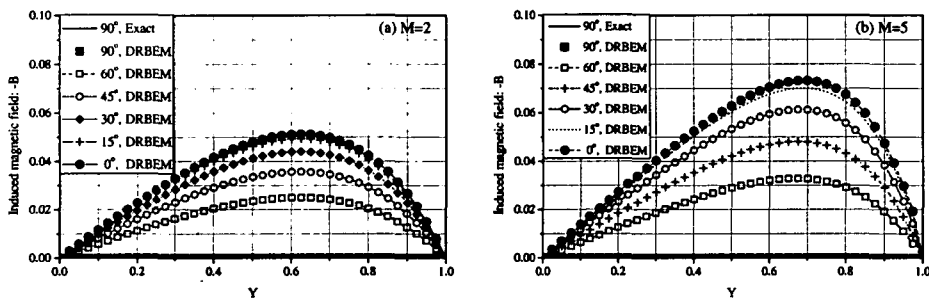 90°, Exact
90°, DRBEM
60°, DRBEM
45°, DRBEM
30°, DRBEM
15°, DRBEM
0°, DRBEM
(a) M=2
Induced magnetic field: -B
0.10
0.08
0.06
0.04
0.02
0.00
0.0 0.2 0.4 0.6 0.8 1.0
Y
90°, Exact
90°, DRBEM
60°, DRBEM
45°, DRBEM
30°, DRBEM
15°, DRBEM
0°, DRBEM
(b) M=5
Induced magnetic field: -B
0.10
0.08
0.06
0.04
0.02
0.00
0.0 0.2 0.4 0.6 0.8 1.0
Y